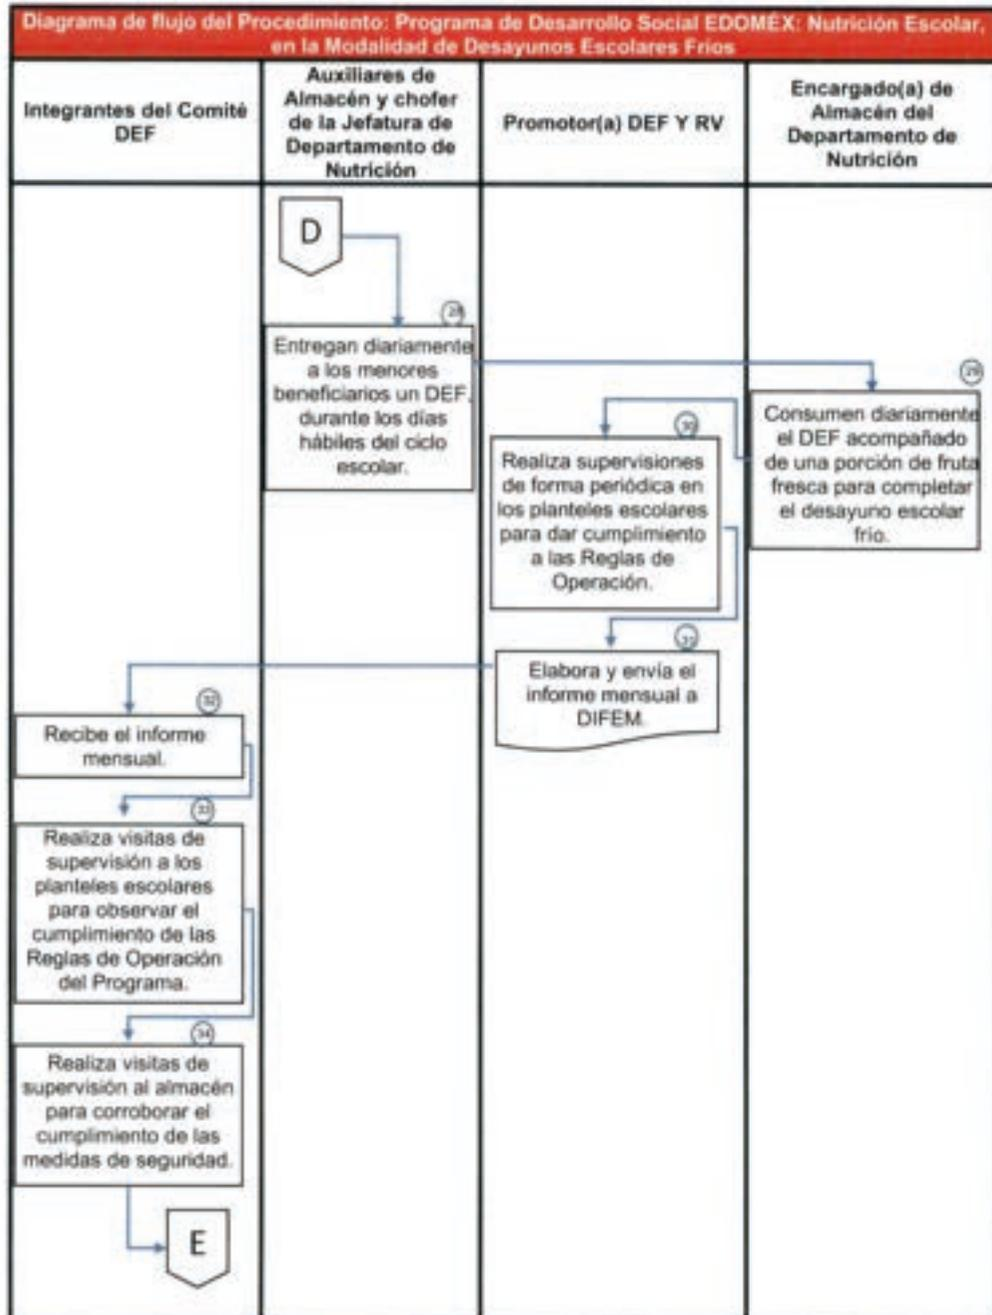 Diagrama de flujo del Procedimiento: Programa de Desarrollo Social EDOMÉX: Nutrición Escolar,
en la Modalidad de Desayunos Escolares Fríos
Integrantes del Comité
DEF
Auxiliares de
Almacén y chofer
de la Jefatura de
Departamento de
Nutrición
Promotor(a) DEF Y RV
Encargado(a) de
Almacén del
Departamento de
Nutrición
D
28
Entregan diariamente
a los menores
beneficiarios un DEF,
durante los días
hábiles del ciclo
escolar.
29
Consumen diariamente
el DEF acompañado
de una porción de fruta
fresca para completar
el desayuno escolar
frío.
30
Realiza supervisiones
de forma periódica en
los planteles escolares
para dar cumplimiento
a las Reglas de
Operación.
31
Elabora y envía el
informe mensual a
DIFEM.
32
Recibe el informe
mensual.
33
Realiza visitas de
supervisión a los
planteles escolares
para observar el
cumplimiento de las
Reglas de Operación
del Programa.
34
Realiza visitas de
supervisión al almacén
para corroborar el
cumplimiento de las
medidas de seguridad.
E